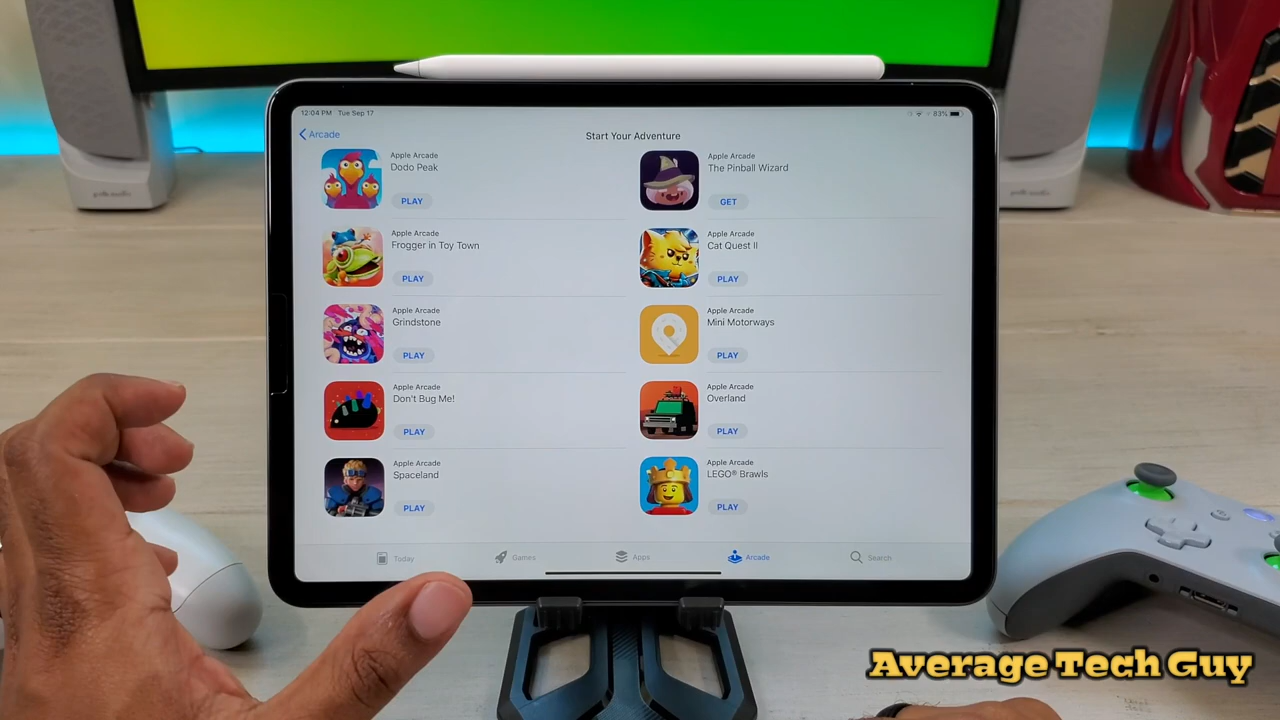 12:04 PM Tue Sep 17
83%
Arcade
Start Your Adventure
Apple Arcade
Dodo Peak
PLAY
Apple Arcade
The Pinball Wizard
GET
Apple Arcade
Frogger in Toy Town
PLAY
Apple Arcade
Cat Quest II
PLAY
Apple Arcade
Grindstone
PLAY
Apple Arcade
Mini Motorways
PLAY
Apple Arcade
Don't Bug Me!
PLAY
Apple Arcade
Overland
PLAY
Apple Arcade
Spaceland
PLAY
Apple Arcade
LEGO® Brawls
PLAY
Today
Games
Apps
Arcade
Search
polk audio
Average Tech Guy